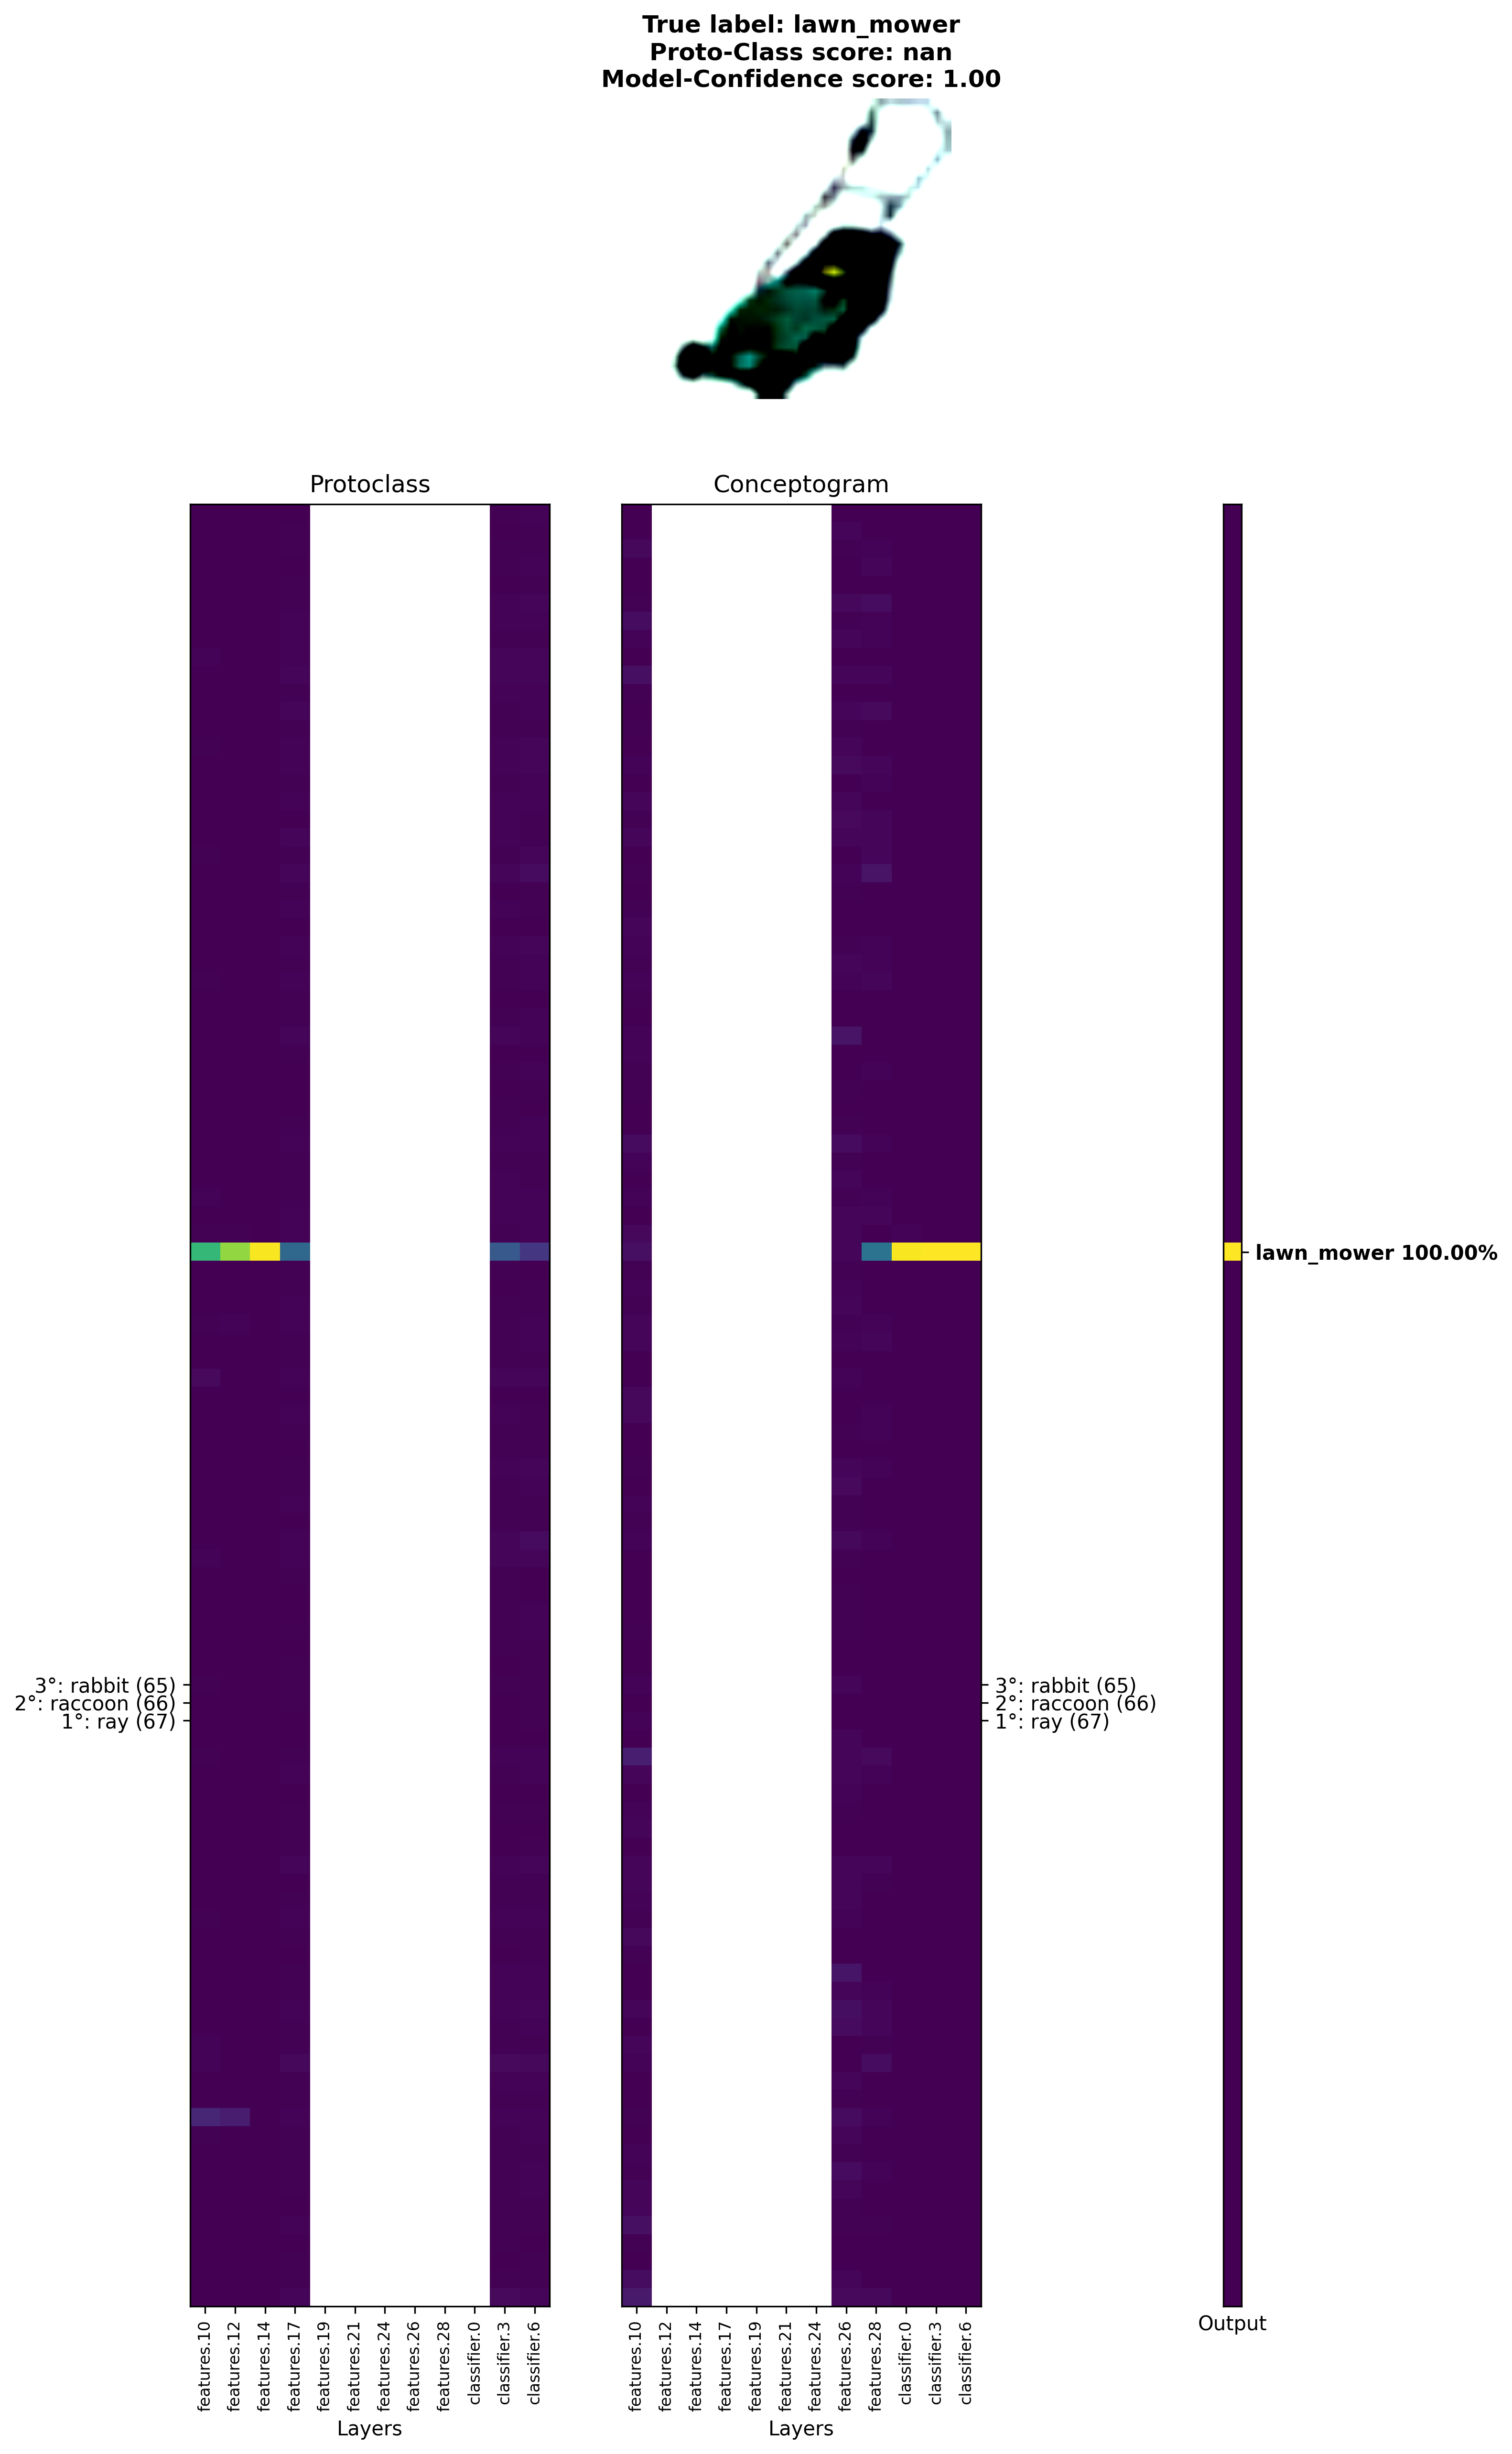 True label: lawn_mower
Proto-Class score: nan
Model-Confidence score: 1.00
Protoclass
Conceptogram
lawn_mower 100.00%
3°: rabbit (65)
2°: raccoon (66)
1°: ray (67)
3°: rabbit (65)
2°: raccoon (66)
1°: ray (67)
features.10
features.12
features.14
features.17
features.19
features.21
features.24
features.26
features.28
classifier.0
classifier.3
classifier.6
Layers
features.10
features.12
features.14
features.17
features.19
features.21
features.24
features.26
features.28
classifier.0
classifier.3
classifier.6
Layers
Output